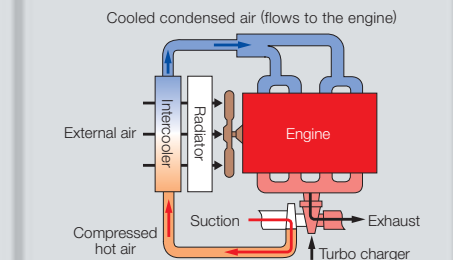 Cooled condensed air (flows to the engine)
External air
Intercooler
Radiator
Engine
Suction
Exhaust
Compressed
hot air
Turbo charger